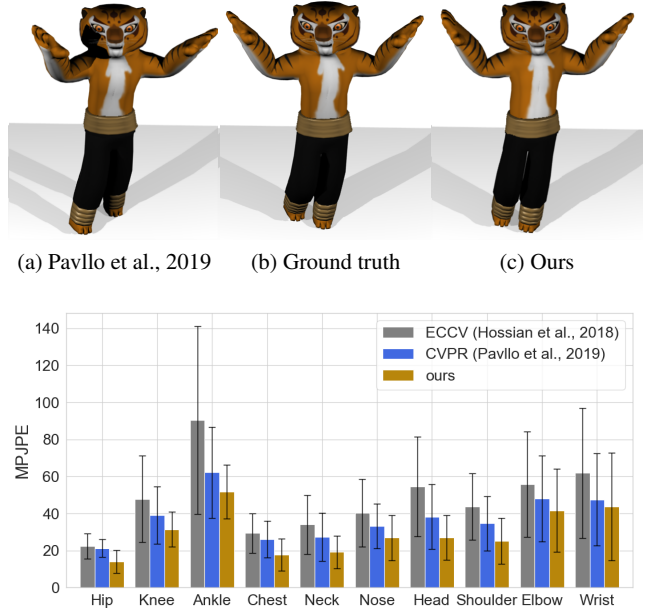 (a) Pavllo et al., 2019 (b) Ground truth (c) Ours
140
120
100
80
60
40
20
0
MPJPE
ECCV (Hossian et al., 2018)
CVPR (Pavllo et al., 2019)
ours
Hip Knee Ankle Chest Neck Nose Head Shoulder Elbow Wrist